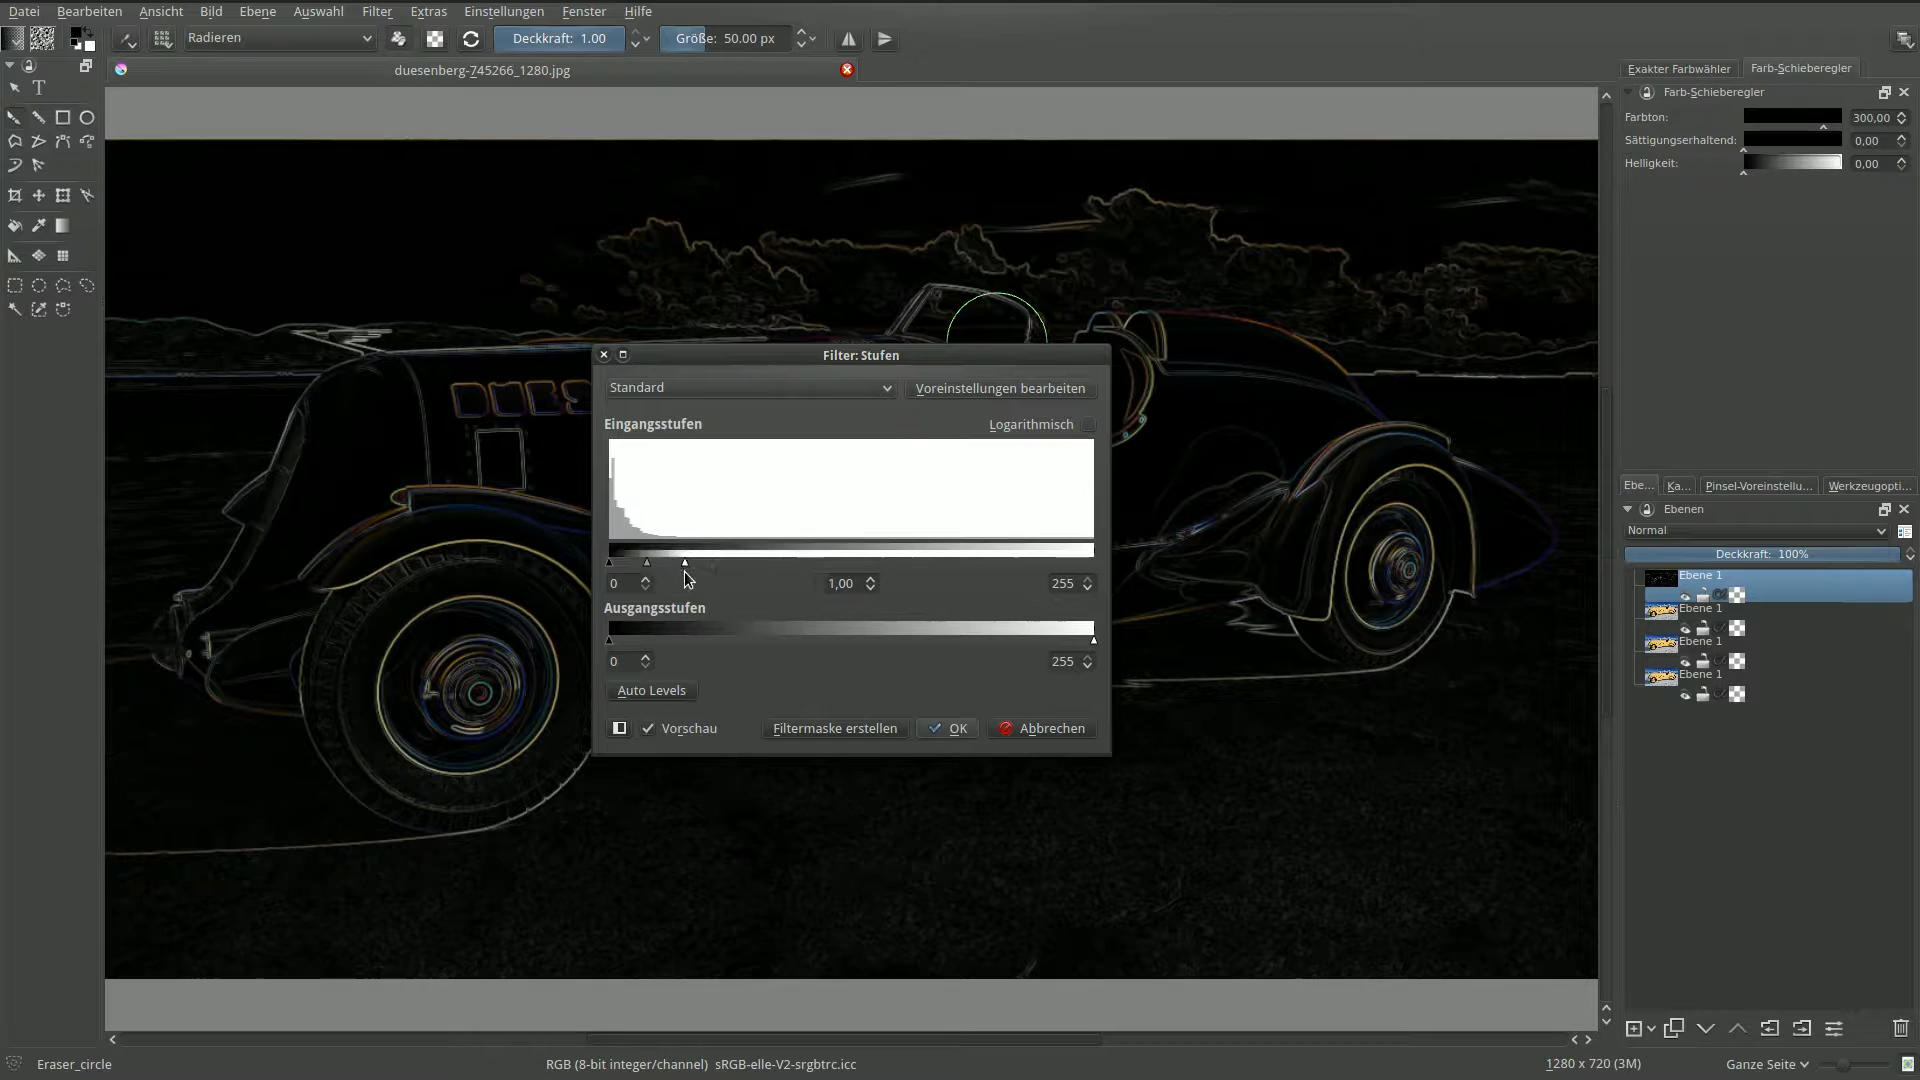 Datei Bearbeiten Ansicht Bild Ebene Auswahl Filter Extras Einstellungen Fenster Hilfe
Radieren Deckkraft: 1.00 Größe: 50.00 px
duesenberg-745266_1280.jpg
Exakter Farbwähler Farb-Schieberegler
Farb-Schieberegler
Farbton: 300,00
Sättigungserhaltend: 0,00
Helligkeit: 0,00
Filter: Stufen
Standard Voreinstellungen bearbeiten
Eingangsstufen Logarithmisch
0 1,00 255
Ausgangsstufen
0 255
Auto Levels
Vorschau Filtermaske erstellen OK Abbrechen
DUES
Ebe... Ka... Pinsel-Voreinstellu... Werkzeugopti...
Ebenen
Normal
Deckkraft: 100%
Ebene 1
Ebene 1
Ebene 1
Ebene 1
Eraser_circle RGB (8-bit integer/channel) sRGB-elle-V2-srgbtrc.icc 1280 x 720 (3M) Ganze Seite